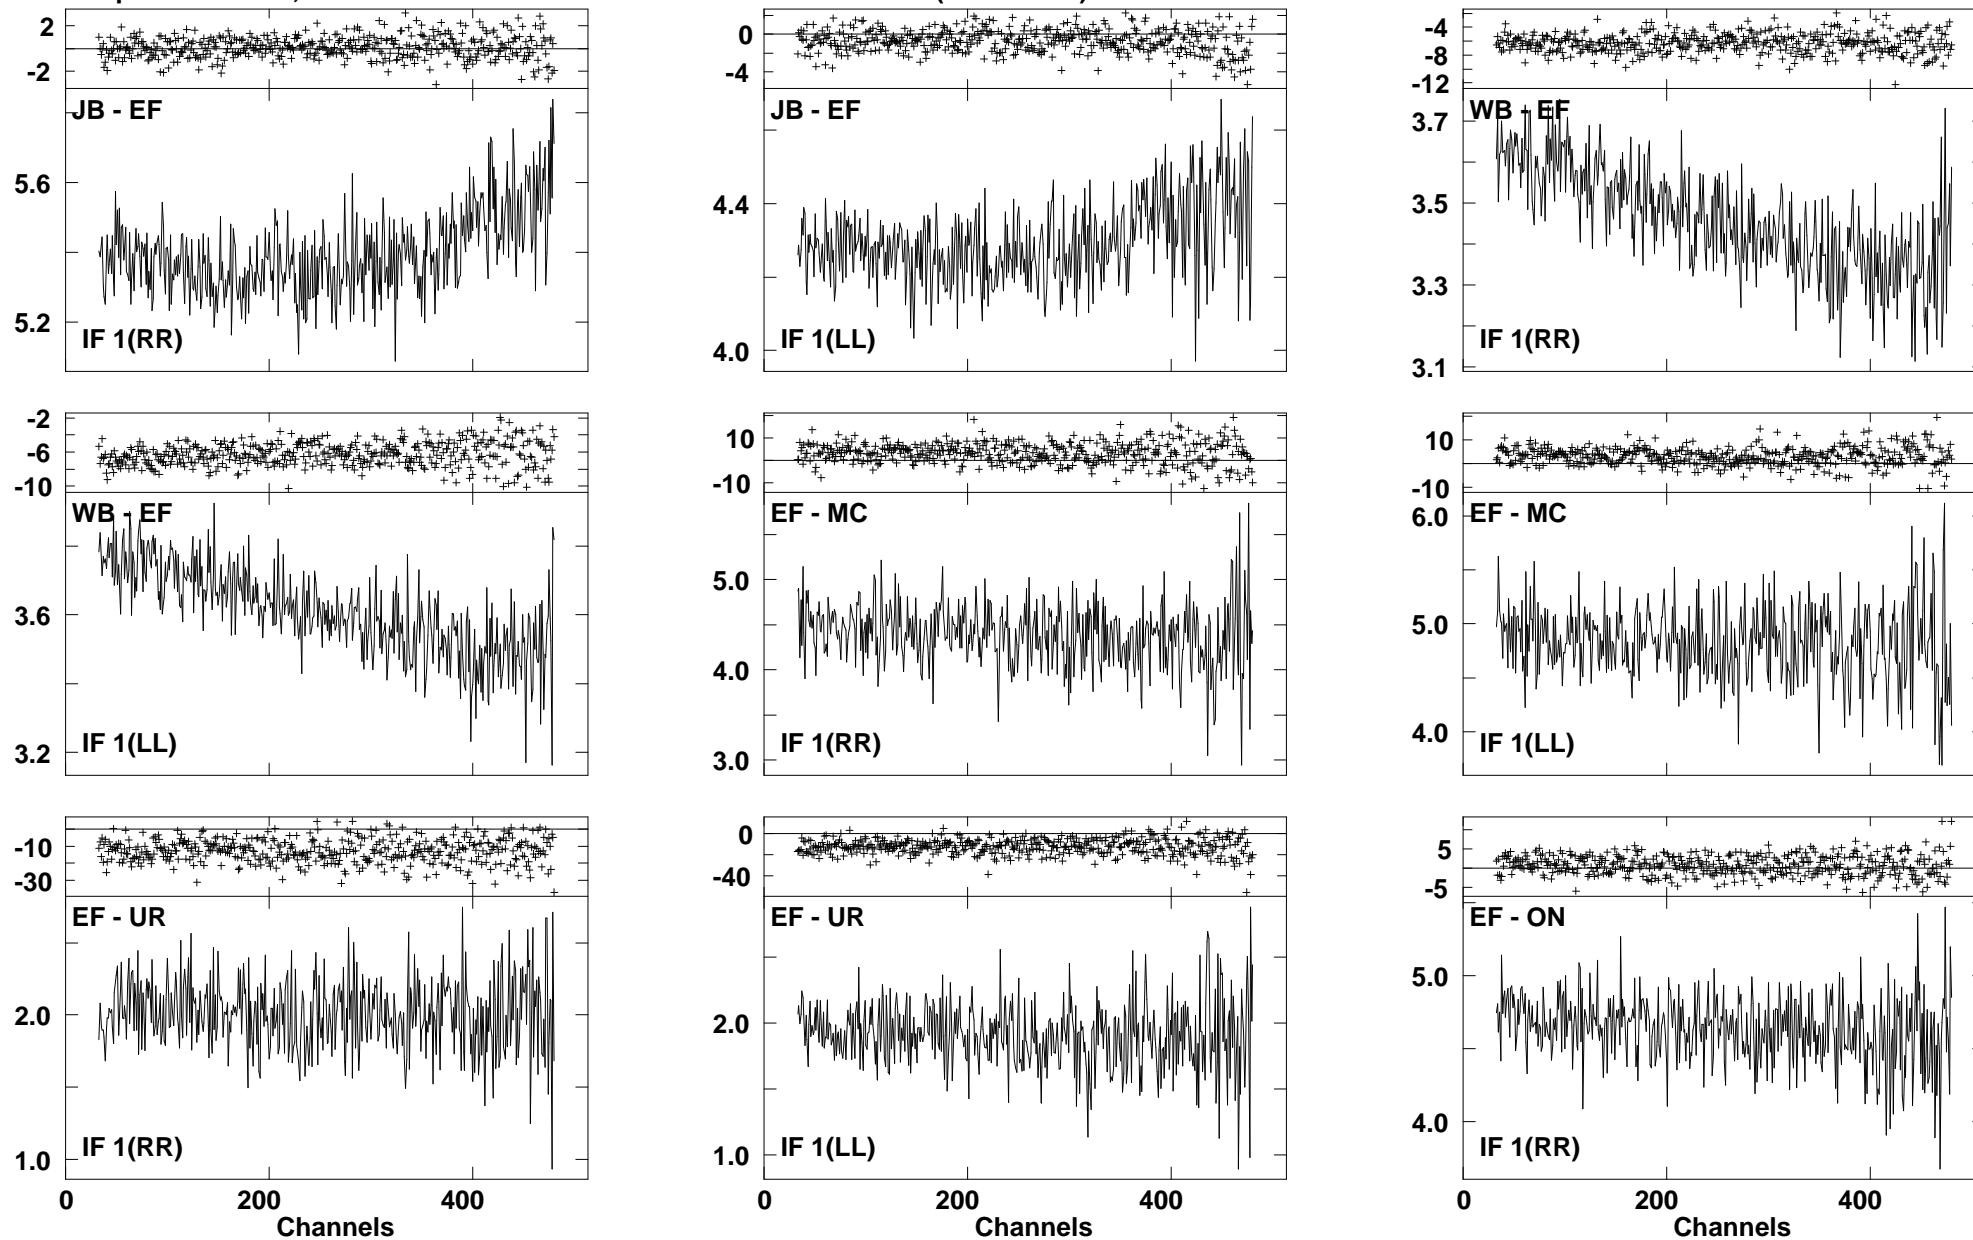 2
-2
JB - EF
5.6
5.2
IF 1(RR)
0
-4
JB - EF
4.4
4.0
IF 1(LL)
-4
-8
-12
WB - EF
3.7
3.5
3.3
3.1
IF 1(RR)
-2
-6
-10
WB - EF
3.6
3.2
IF 1(LL)
10
-10
EF - MC
5.0
4.0
3.0
IF 1(RR)
10
-10
EF - MC
6.0
5.0
4.0
IF 1(LL)
-10
-30
EF - UR
2.0
1.0
IF 1(RR)
0 200 400
Channels
0
-40
EF - UR
2.0
1.0
IF 1(LL)
0 200 400
Channels
5
-5
EF - ON
5.0
4.0
IF 1(RR)
0 200 400
Channels